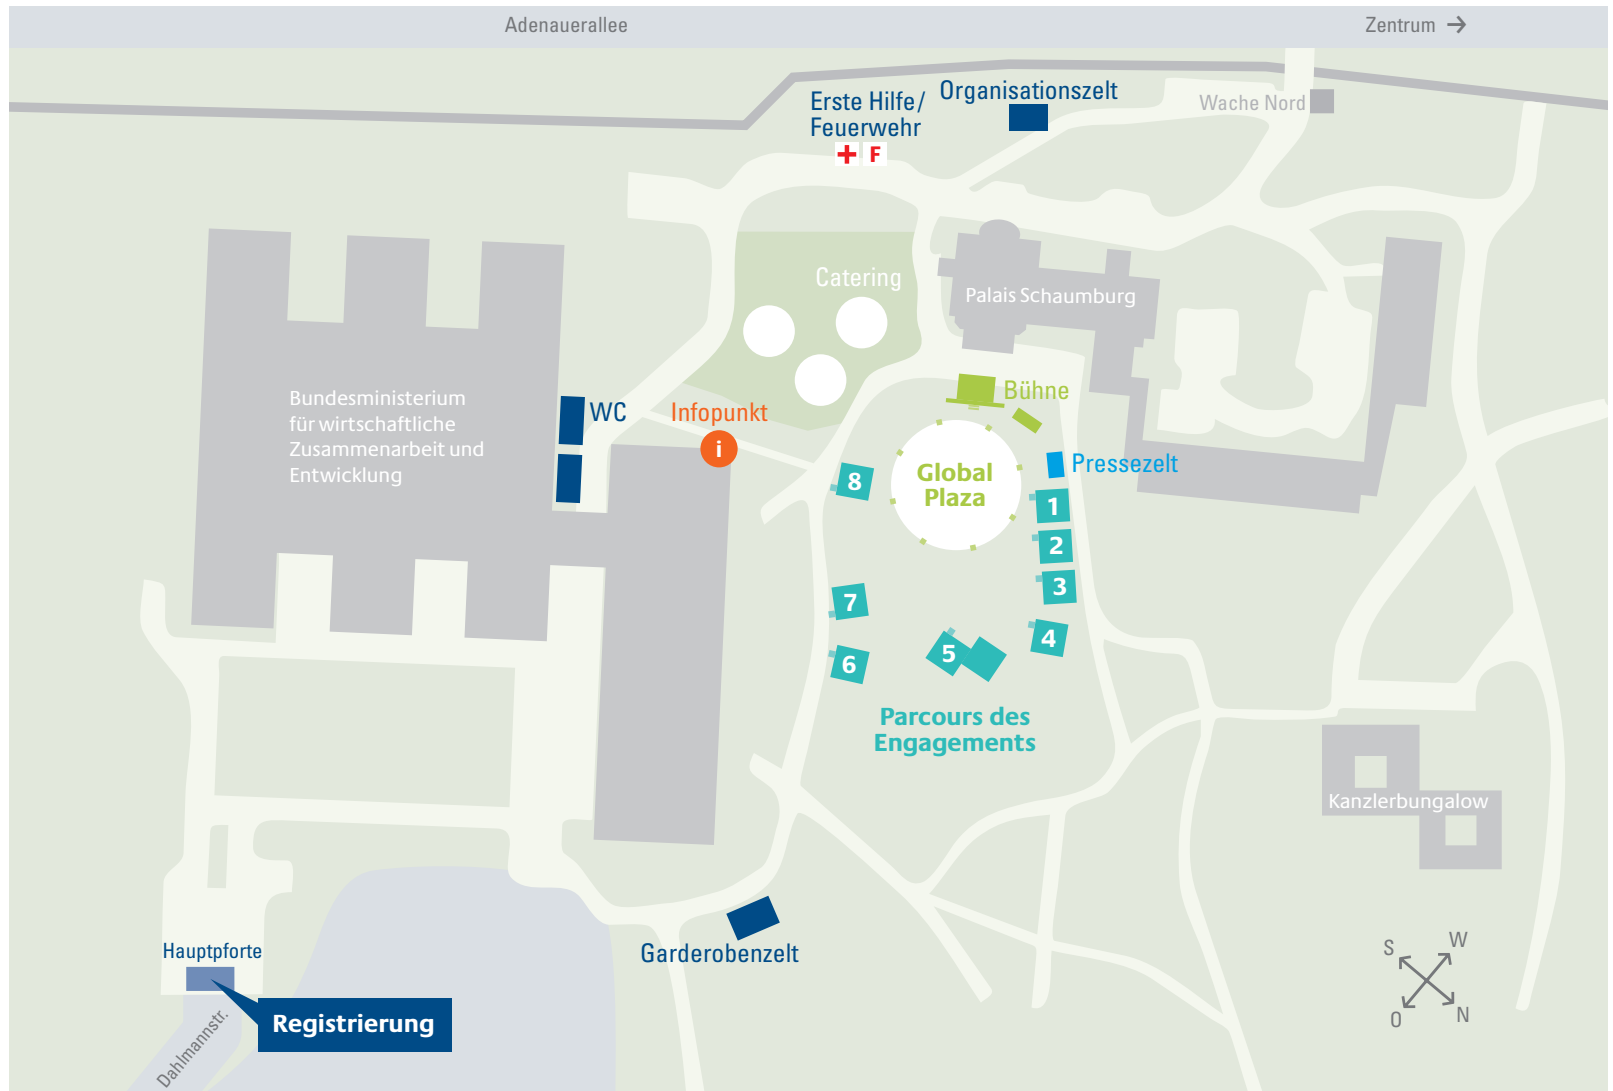 Adenauerallee
Zentrum →
Erste Hilfe/
Feuerwehr
F
Organisationszelt
Wache Nord
Catering
Palais Schaumburg
Bundesministerium
für wirtschaftliche
Zusammenarbeit und
Entwicklung
WC
Infopunkt
i
Bühne
Global
Plaza
Pressezelt
8
1
2
3
4
5
6
7
Parcours des
Engagements
Kanzlerbungalow
Garderobenzelt
Hauptpforte
Registrierung
Dahlmannstr.
S
W
O
N